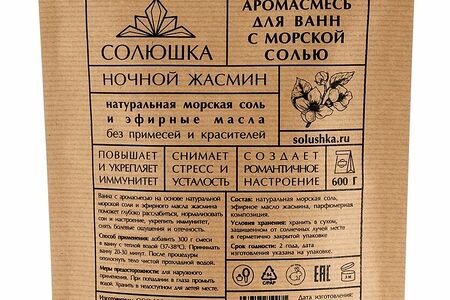 АРОМАСМЕСЬ
ДЛЯ ВАНН
С МОРСКОЙ
СОЛЬЮ
СОЛЮШКА
НОЧНОЙ ЖАСМИН
натуральная морская соль
и эфирные масла
без примесей и красителей
solushka.ru
ПОВЫШАЕТ
И УКРЕПЛЯЕТ
ИММУНИТЕТ
СНИМАЕТ
СТРЕСС И
УСТАЛОСТЬ
СОЗДАЕТ
РОМАНТИЧНОЕ
НАСТРОЕНИЕ
600 Г
Ванна с аромасмесью на основе натуральной
морской соли и эфирного масла жасмина
поможет глубоко расслабиться, нормализовать
сон и настроение, укрепить иммунитет,
снять болевые ощущения и отечность.
Способ применения: добавить 300 г смеси
в ванну с теплой водой (37-38°C). Принимать
ванну 20-30 минут. После процедуры
ополоснуть тело чистой прохладной водой.
Меры предосторожности: для наружного
применения. При попадании в глаза промыть
водой. Хранить в недоступном для детей месте.
Состав: натуральная морская соль,
эфирное масло жасмина, парфюмерная
композиция.
Условия хранения: хранить в сухом,
защищенном от солнечных лучей месте
в герметично закрытой упаковке
Срок годности: 2 года, дата
изготовления указана на упаковке.
C/PAP
EAC
Дата изготовления: